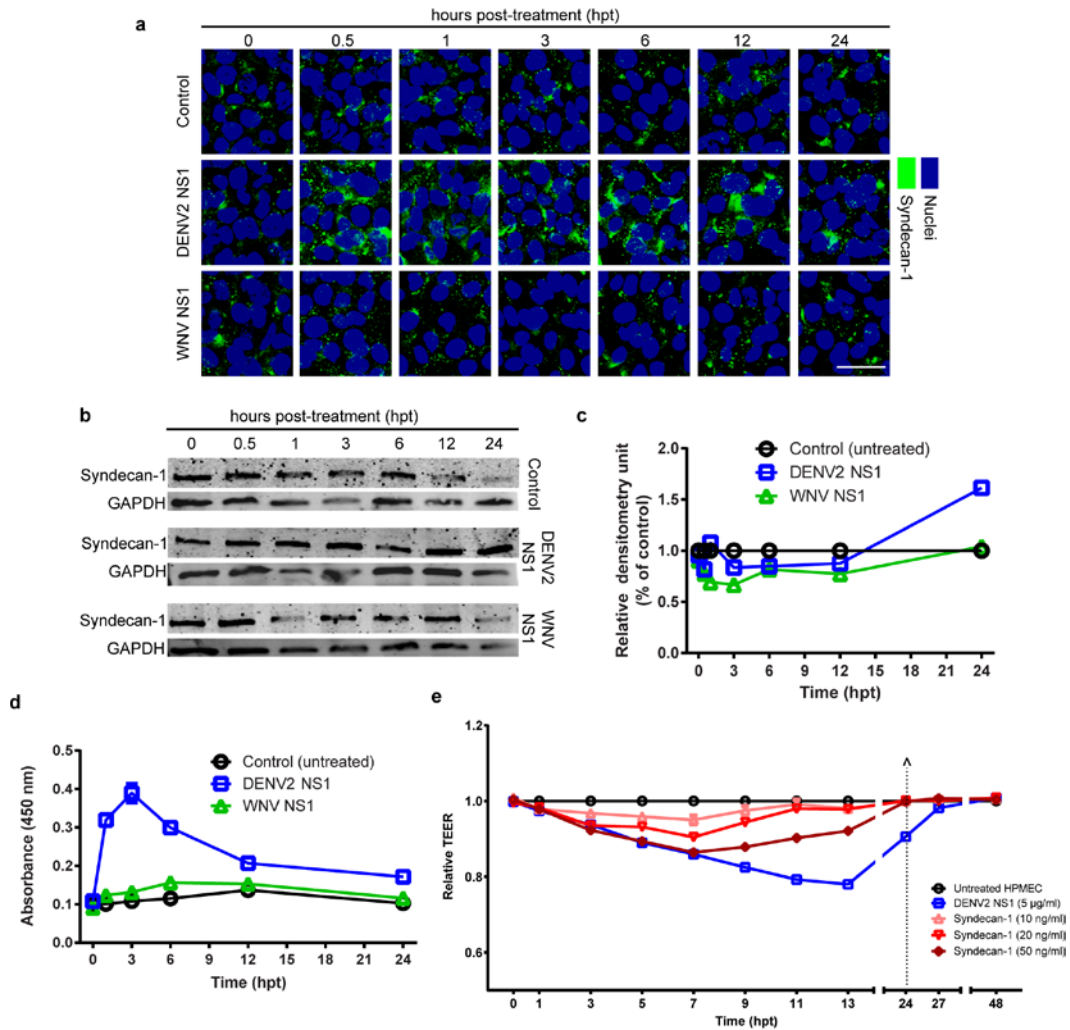 a
hours post-treatment (hpt)
0 0.5 1 3 6 12 24
Control
DENV2 NS1
WNV NS1
Nuclei
Syndecan-1
b
hours post-treatment (hpt)
0 0.5 1 3 6 12 24
Syndecan-1
GAPDH
Control
Syndecan-1
GAPDH
DENV2
NS1
Syndecan-1
GAPDH
WNV
NS1
c
Relative densitometry unit
(% of control)
2.0
1.5
1.0
0.5
0.0
Control (untreated)
DENV2 NS1
WNV NS1
0 3 6 9 12 15 18 21 24
Time (hpt)
d
Absorbance (450 nm)
0.5
0.4
0.3
0.2
0.1
0.0
Control (untreated)
DENV2 NS1
WNV NS1
0 3 6 9 12 15 18 21 24
Time (hpt)
e
Relative TEER
1.2
1.0
0.8
0.6
Untreated HPMEC
DENV2 NS1 (5 µg/ml)
Syndecan-1 (10 ng/ml)
Syndecan-1 (20 ng/ml)
Syndecan-1 (50 ng/ml)
0 1 3 5 7 9 11 13 24 27 48
Time (hpt)